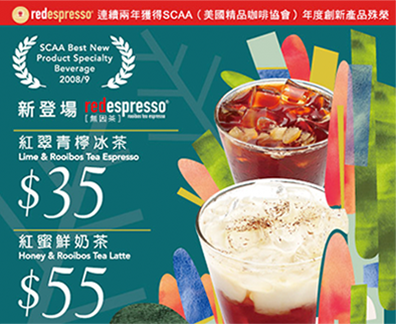 redespresso® 連續兩年獲得SCAA（美國精品咖啡協會）年度創新產品殊榮
SCAA Best New
Product Specialty
Beverage
2008/9
新登場 redespresso®
[無因茶] rooibos tea espresso
紅翠青檸冰茶
Lime & Rooibos Tea Espresso
$35
紅蜜鮮奶茶
Honey & Rooibos Tea Latte
$55